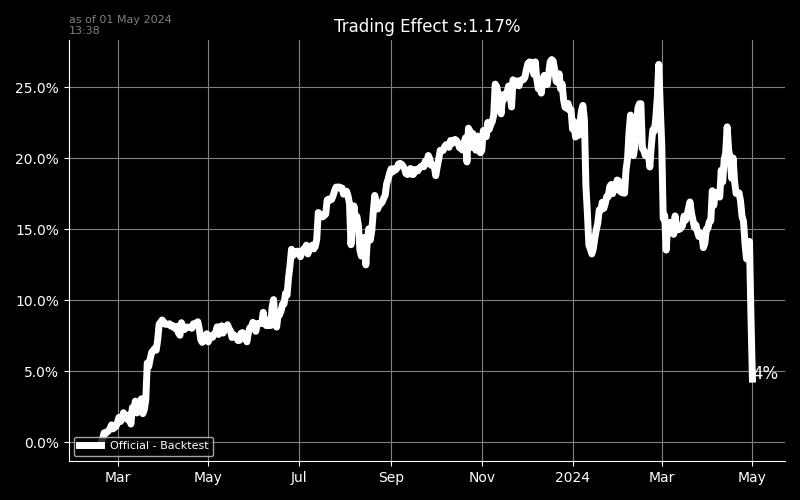 as of 01 May 2024
13:38
Trading Effect s:1.17%
25.0%
20.0%
15.0%
10.0%
5.0%
0.0%
4%
Official - Backtest
Mar
May
Jul
Sep
Nov
2024
Mar
May